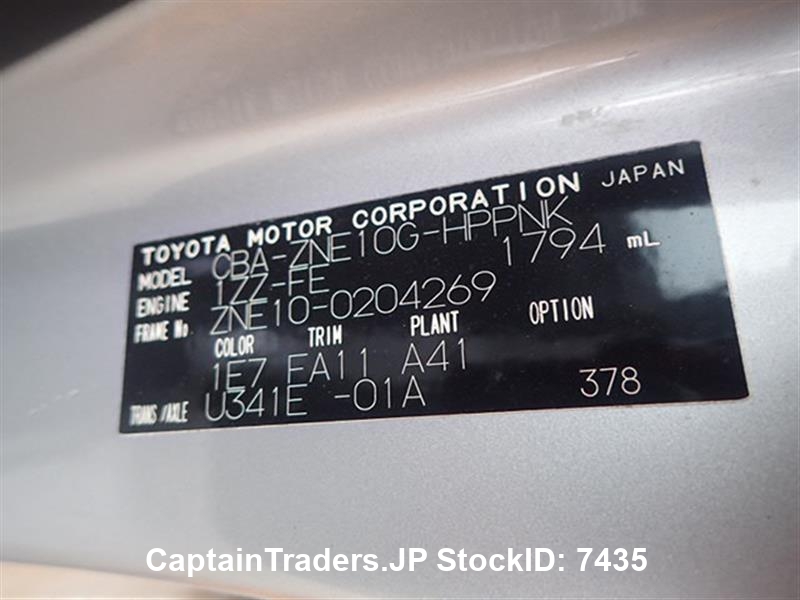 TOYOTA MOTOR CORPORATION JAPAN
MODEL CBA-ZNE10G-HPPNK
ENGINE 1ZZ-FE 1794 mL
FRAME No. ZNE10-0204269
COLOR TRIM PLANT OPTION
1E7 EA11 A41
TRANS/AXLE U341E -01A 378
CaptainTraders.JP StockID: 7435